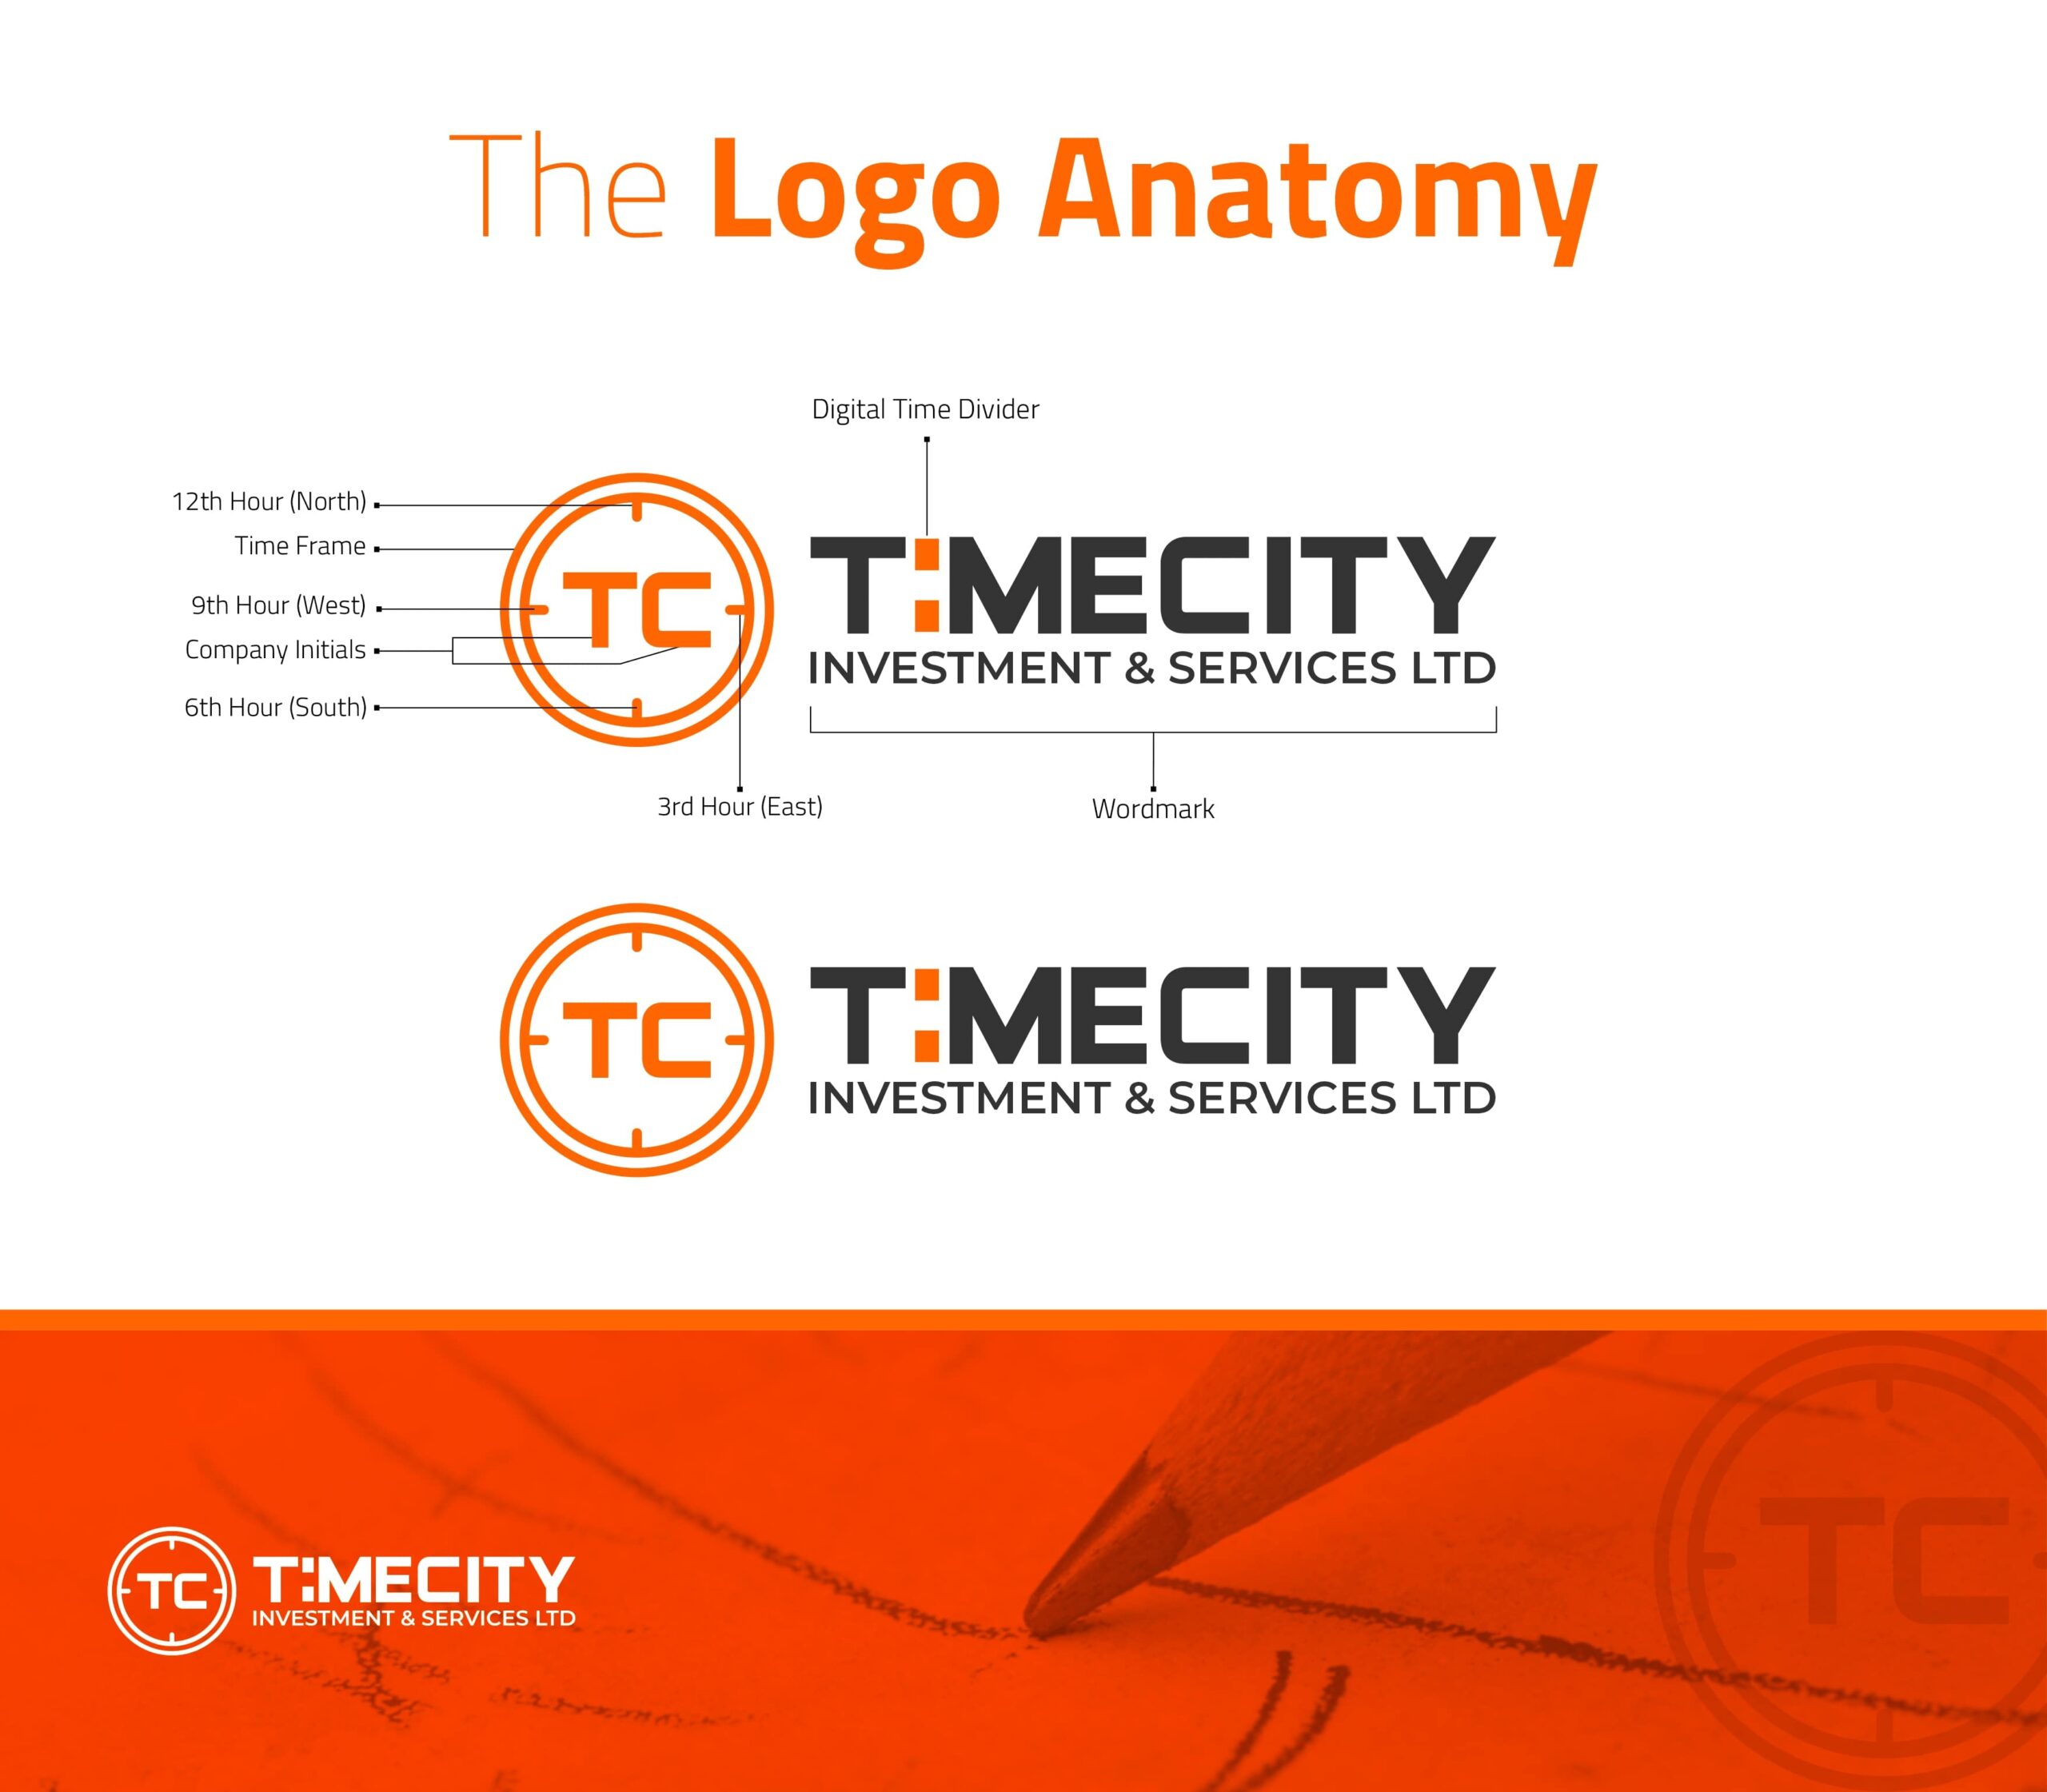 The Logo Anatomy
Digital Time Divider
12th Hour (North)
Time Frame
9th Hour (West)
Company Initials
6th Hour (South)
TC
T:MECITY
INVESTMENT & SERVICES LTD
3rd Hour (East)
Wordmark
TC
T:MECITY
INVESTMENT & SERVICES LTD
TC
T:MECITY
INVESTMENT & SERVICES LTD
TC